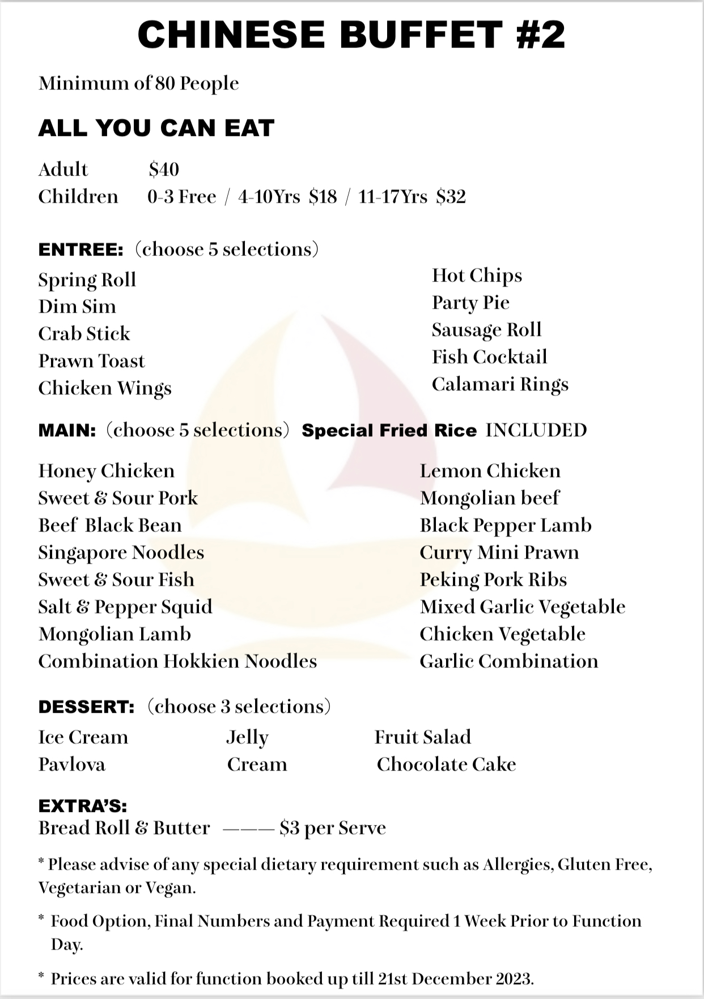 CHINESE BUFFET #2
Minimum of 80 People
ALL YOU CAN EAT
Adult $40
Children 0-3 Free / 4-10Yrs $18 / 11-17Yrs $32
ENTREE: (choose 5 selections)
Spring Roll
Dim Sim
Crab Stick
Prawn Toast
Chicken Wings
Hot Chips
Party Pie
Sausage Roll
Fish Cocktail
Calamari Rings
MAIN: (choose 5 selections) Special Fried Rice INCLUDED
Honey Chicken
Sweet & Sour Pork
Beef Black Bean
Singapore Noodles
Sweet & Sour Fish
Salt & Pepper Squid
Mongolian Lamb
Combination Hokkien Noodles
Lemon Chicken
Mongolian beef
Black Pepper Lamb
Curry Mini Prawn
Peking Pork Ribs
Mixed Garlic Vegetable
Chicken Vegetable
Garlic Combination
DESSERT: (choose 3 selections)
Ice Cream Jelly Fruit Salad
Pavlova Cream Chocolate Cake
EXTRA'S:
Bread Roll & Butter ——— $3 per Serve
* Please advise of any special dietary requirement such as Allergies, Gluten Free,
Vegetarian or Vegan.
* Food Option, Final Numbers and Payment Required 1 Week Prior to Function
Day.
* Prices are valid for function booked up till 21st December 2023.